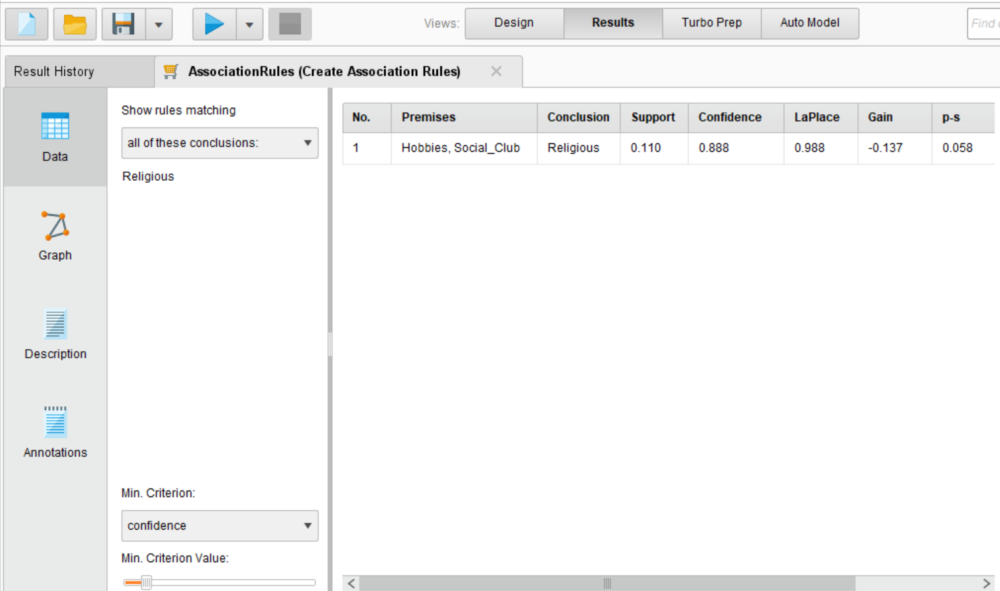 Views:
Design
Results
Turbo Prep
Auto Model
Find
Result History
AssociationRules (Create Association Rules)
Data
Graph
Description
Annotations
Show rules matching
all of these conclusions:
Religious
Min. Criterion:
confidence
Min. Criterion Value:
No. Premises Conclusion Support Confidence LaPlace Gain p-s
1 Hobbies, Social_Club Religious 0.110 0.888 0.988 -0.137 0.058